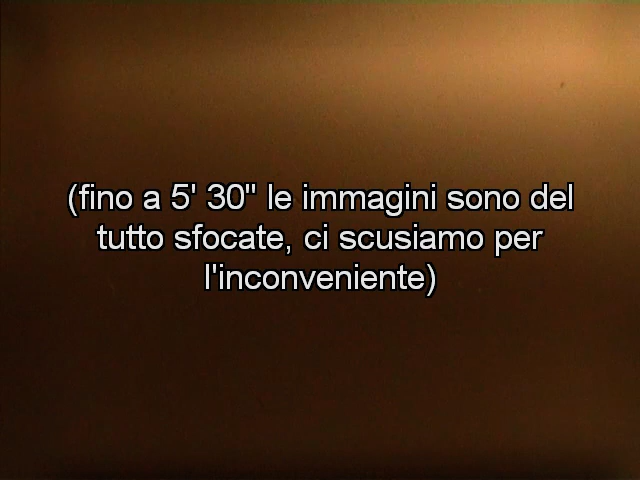 (fino a 5' 30" le immagini sono del
tutto sfocate, ci scusiamo per
l'inconveniente)